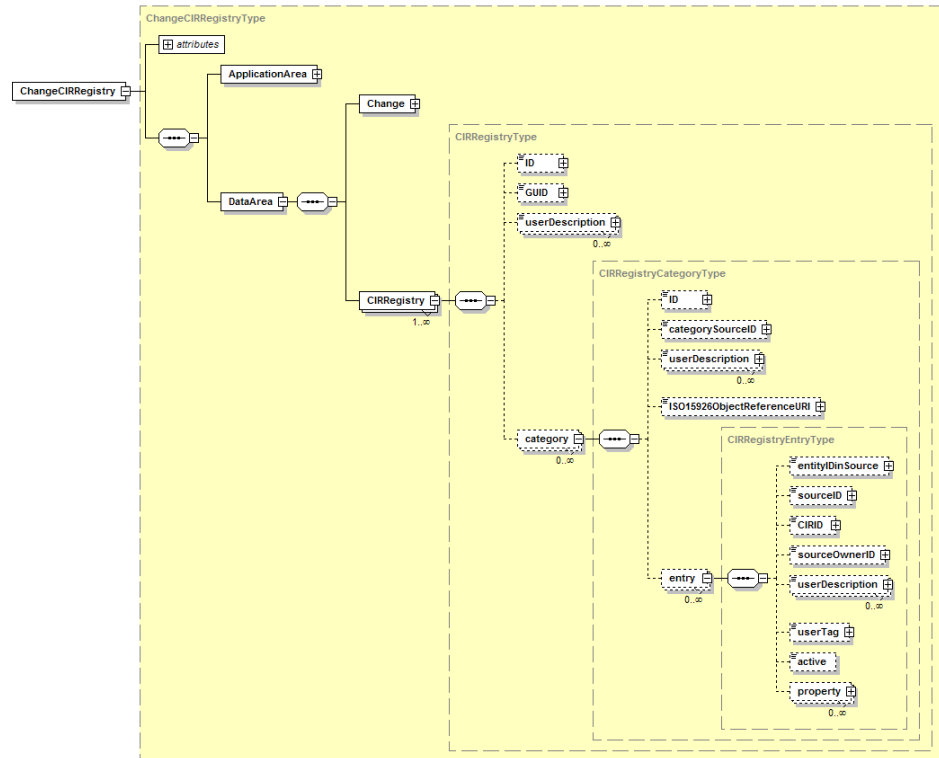 ChangeCIRRegistryType
attributes
ChangeCIRRegistry
ApplicationArea
DataArea
Change
CIRRegistry
1..∞
CIRRegistryType
ID
GUID
userDescription
0..∞
category
0..∞
CIRRegistryCategoryType
ID
categorySourceID
userDescription
0..∞
ISO15926ObjectReferenceURI
entry
0..∞
CIRRegistryEntryType
entityIDinSource
sourceID
CIRID
sourceOwnerID
userDescription
0..∞
userTag
active
property
0..∞